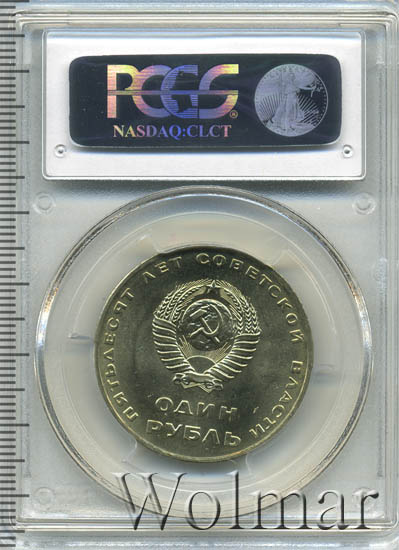 PCGS
NASDAQ:CLCT
ПЯТЬДЕСЯТ ЛЕТ СОВЕТСКОЙ ВЛАСТИ
ОДИН
РУБЛЬ
Wolmar